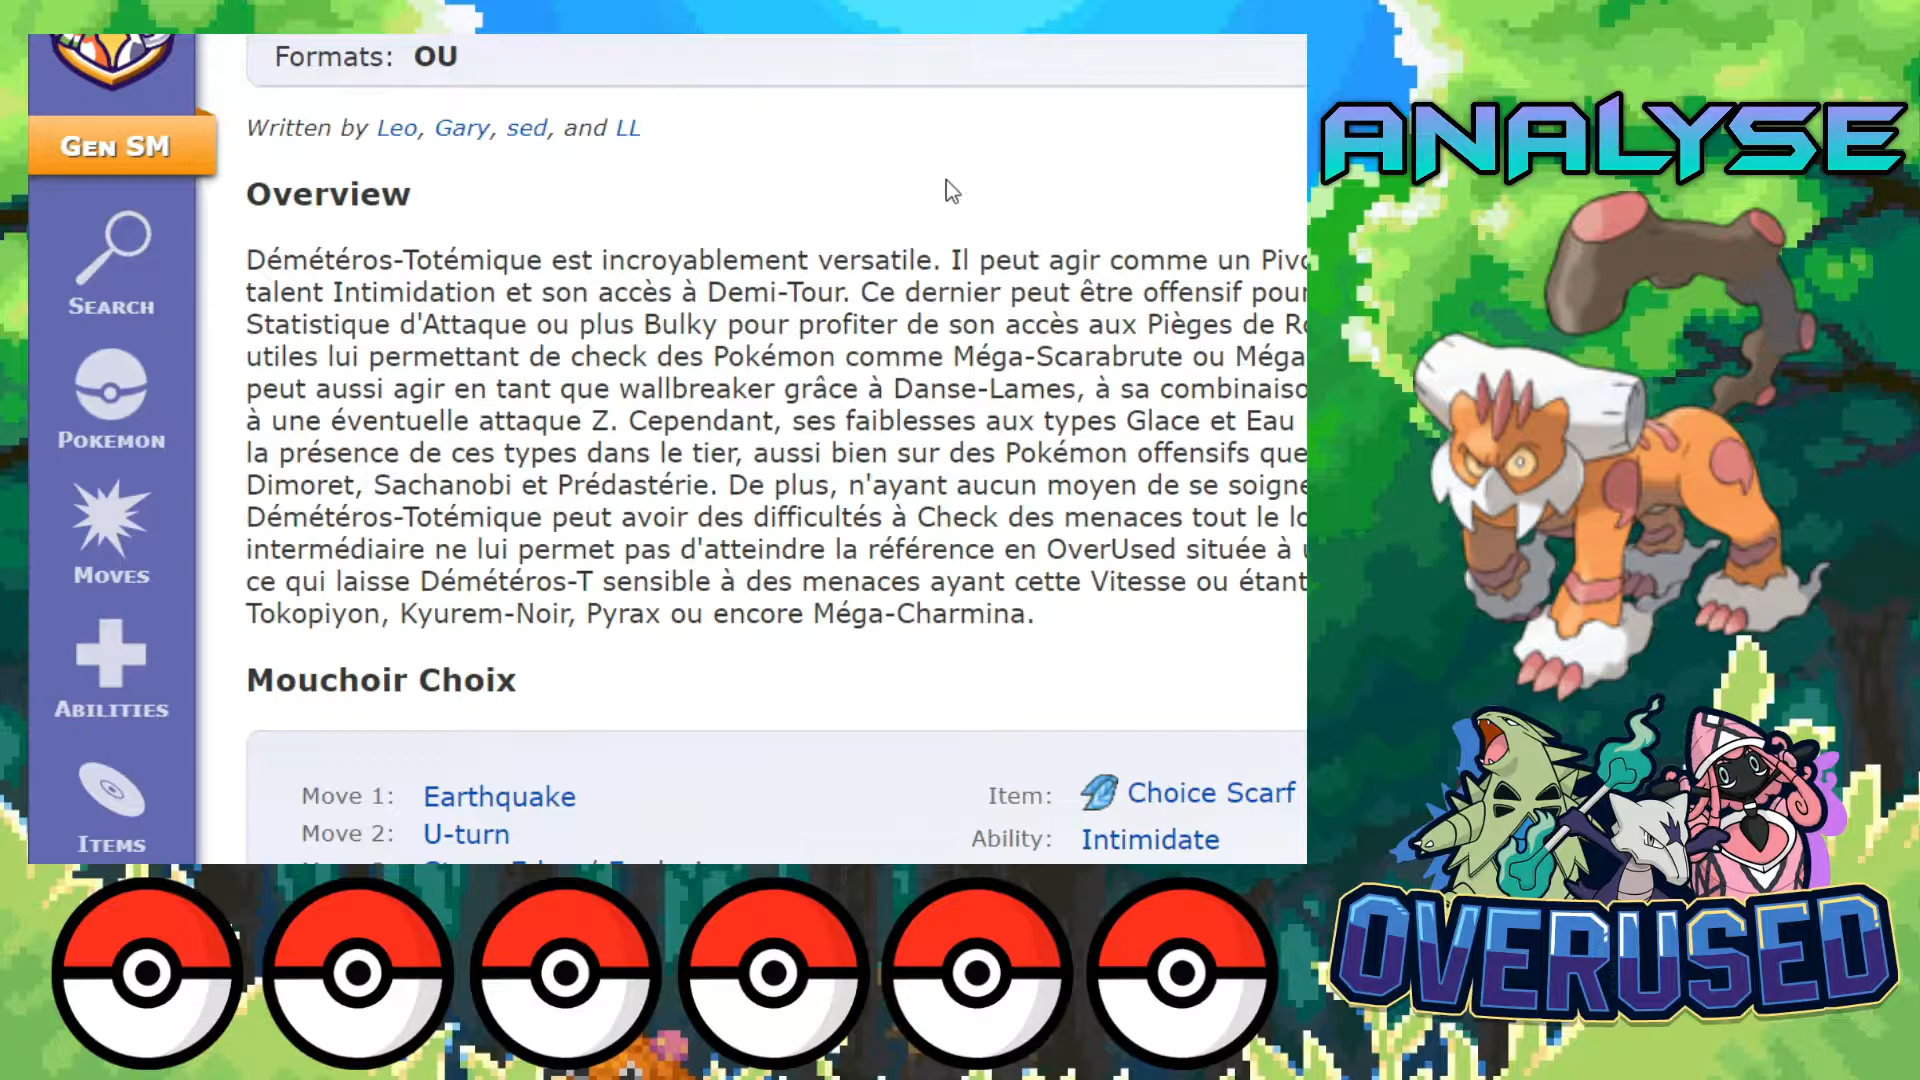 Formats: OU
ANALYSE
Written by Leo, Gary, sed, and LL
GEN SM
Overview
Démétéros-Totémique est incroyablement versatile. Il peut agir comme un
talent Intimidation et son accès à Demi-Tour. Ce dernier peut être offensif pour
Statistique d'Attaque ou plus Bulky pour profiter de son accès aux Pièges de
utiles lui permettant de check des Pokémon comme Méga-Scarabrute ou Méga
peut aussi agir en tant que wallbreaker grâce à Danse-Lames, à sa combinaiso
à une éventuelle attaque Z. Cependant, ses faiblesses aux types Glace et Eau
la présence de ces types dans le tier, aussi bien sur des Pokémon offensifs que
Dimoret, Sachanobi et Prédastérie. De plus, n'ayant aucun moyen de se soigne
Démétéros-Totémique peut avoir des difficultés à Check des menaces tout le
intermédiaire ne lui permet pas d'atteindre la référence en OverUsed située à
ce qui laisse Démétéros-T sensible à des menaces ayant cette Vitesse ou étant
Tokopiyon, Kyurem-Noir, Pyrax ou encore Méga-Charmina.
SEARCH
POKEMON
MOVES
ABILITIES
ITEMS
Mouchoir Choix
Move 1: Earthquake
Item: Choice Scarf
Move 2: U-turn
Ability: Intimidate
OVERUSED